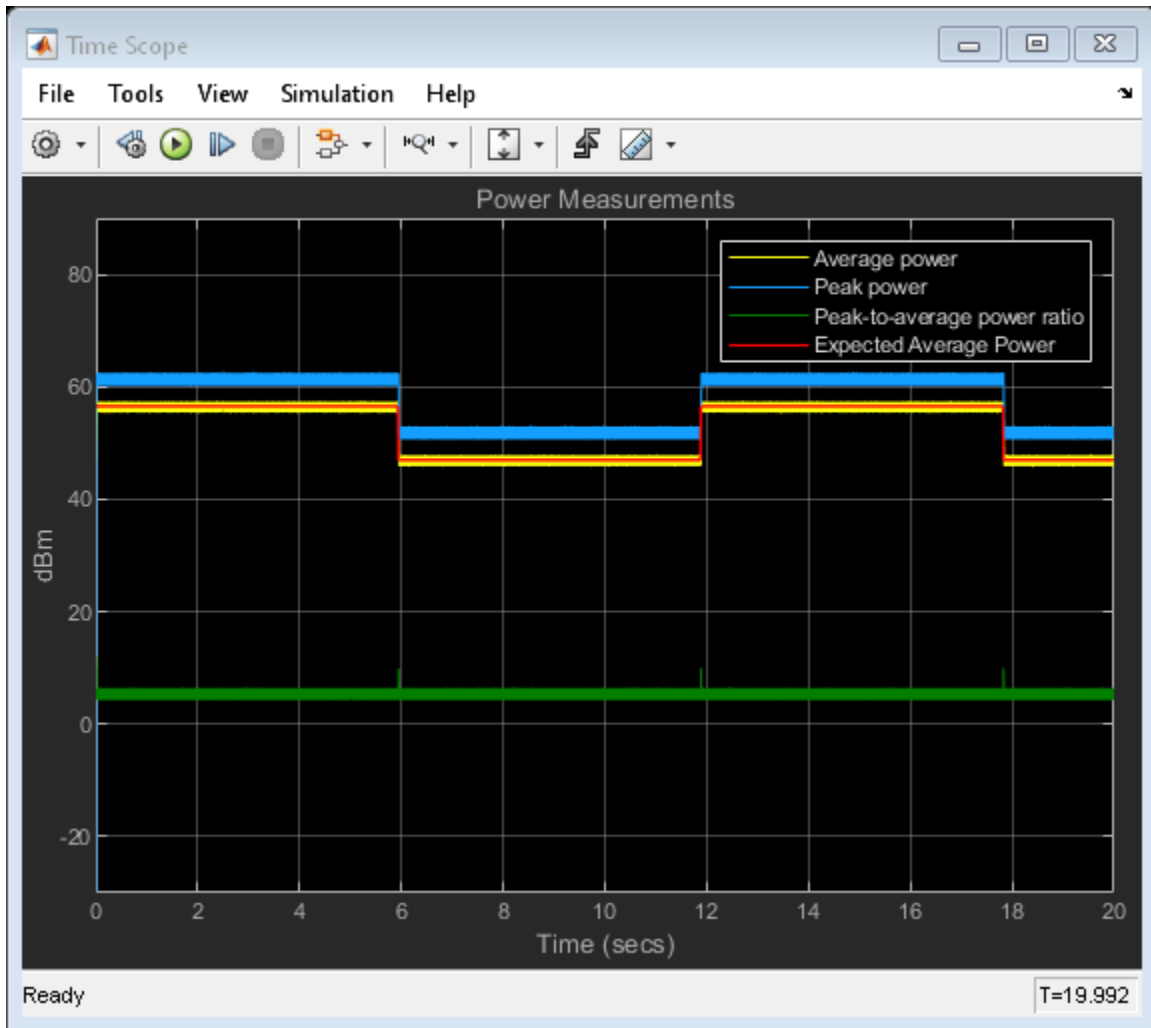 Time Scope
File Tools View Simulation Help
Power Measurements
Average power
Peak power
Peak-to-average power ratio
Expected Average Power
80
60
40
20
0
-20
dBm
0 2 4 6 8 10 12 14 16 18 20
Time (secs)
Ready T=19.992